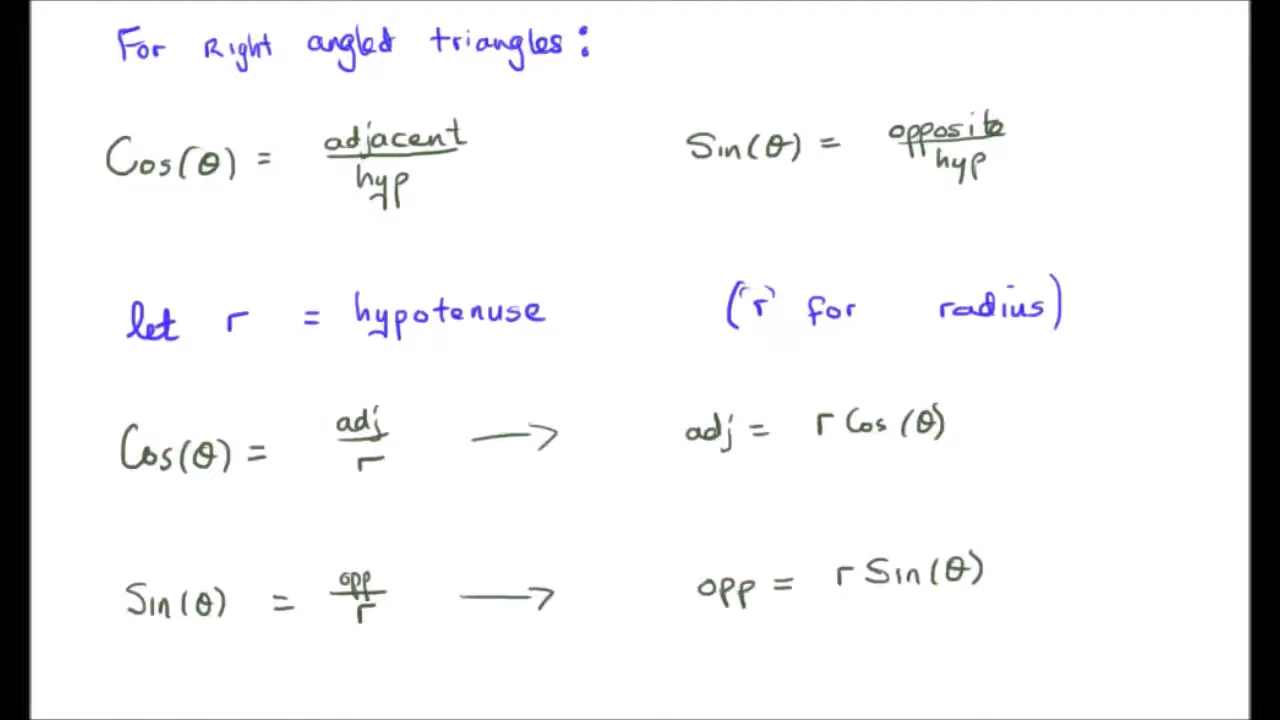 For Right angled triangles:
Cos(θ) = adjacent/hyp   Sin(θ) = opposite/hyp
let r = hypotenuse   ('r' for radius)
Cos(θ) = adj/r → adj = r Cos(θ)
Sin(θ) = opp/r → opp = r Sin(θ)